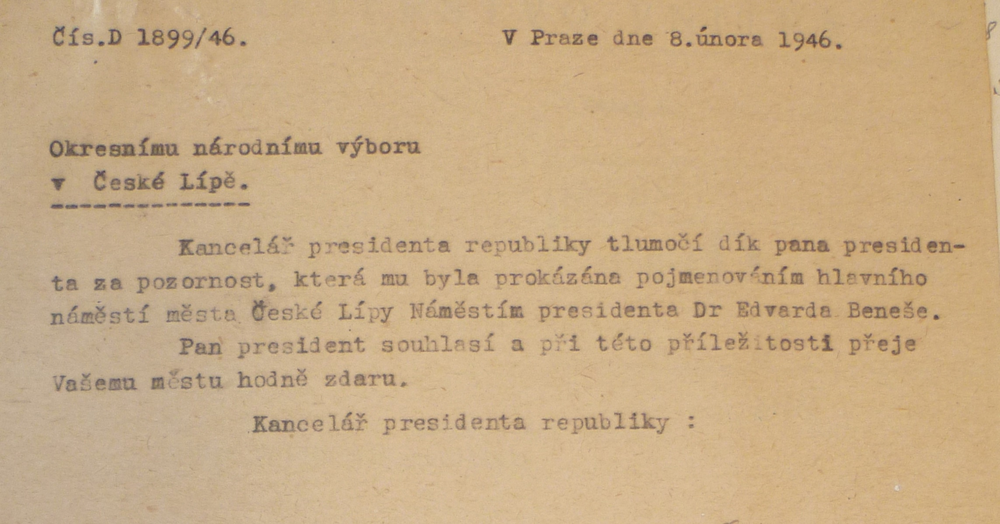 Čís.D 1899/46.
V Praze dne 8.února 1946.
Okresnímu národnímu výboru
v České Lípě.
---------------
Kancelář presidenta republiky tlumočí dík pana presiden-
ta za pozornost, která mu byla prokázána pojmenováním hlavního
náměstí města České Lípy Náměstím presidenta Dr Edvarda Beneše.
Pan president souhlasí a při této příležitosti přeje
Vašemu městu hodně zdaru.
Kancelář presidenta republiky :